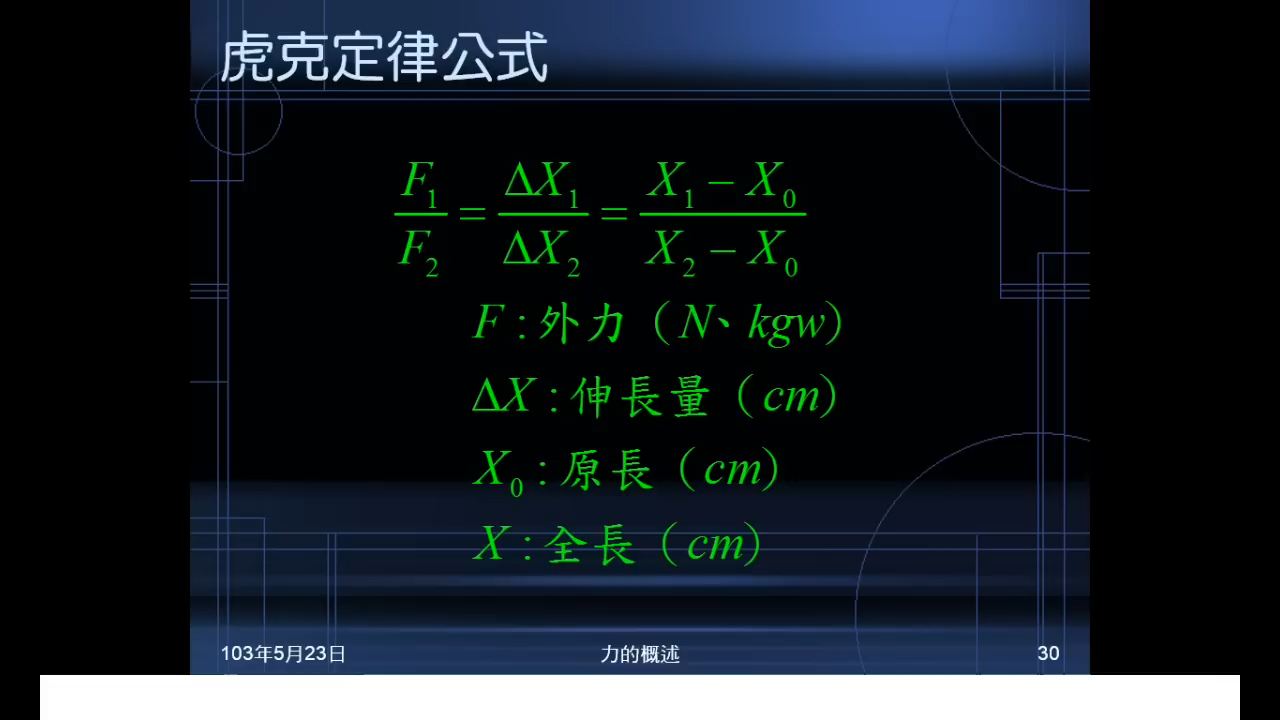 虎克定律公式
F₁/F₂ = ΔX₁/ΔX₂ = (X₁ − X₀)/(X₂ − X₀)
F：外力（N、kgw）
ΔX：伸長量（cm）
X₀：原長（cm）
X：全長（cm）
103年5月23日 力的概述 30